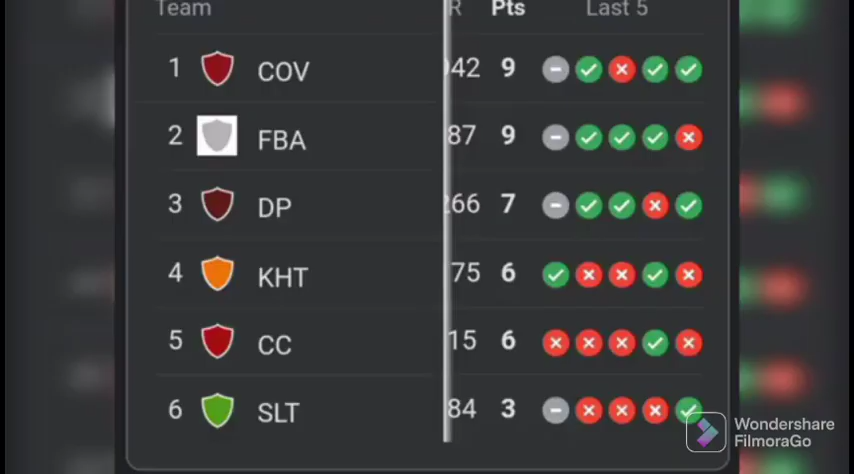 Team R Pts Last 5
1 COV 942 9
2 FBA 87 9
3 DP 266 7
4 KHT 75 6
5 CC 15 6
6 SLT 84 3
Wondershare
FilmoraGo